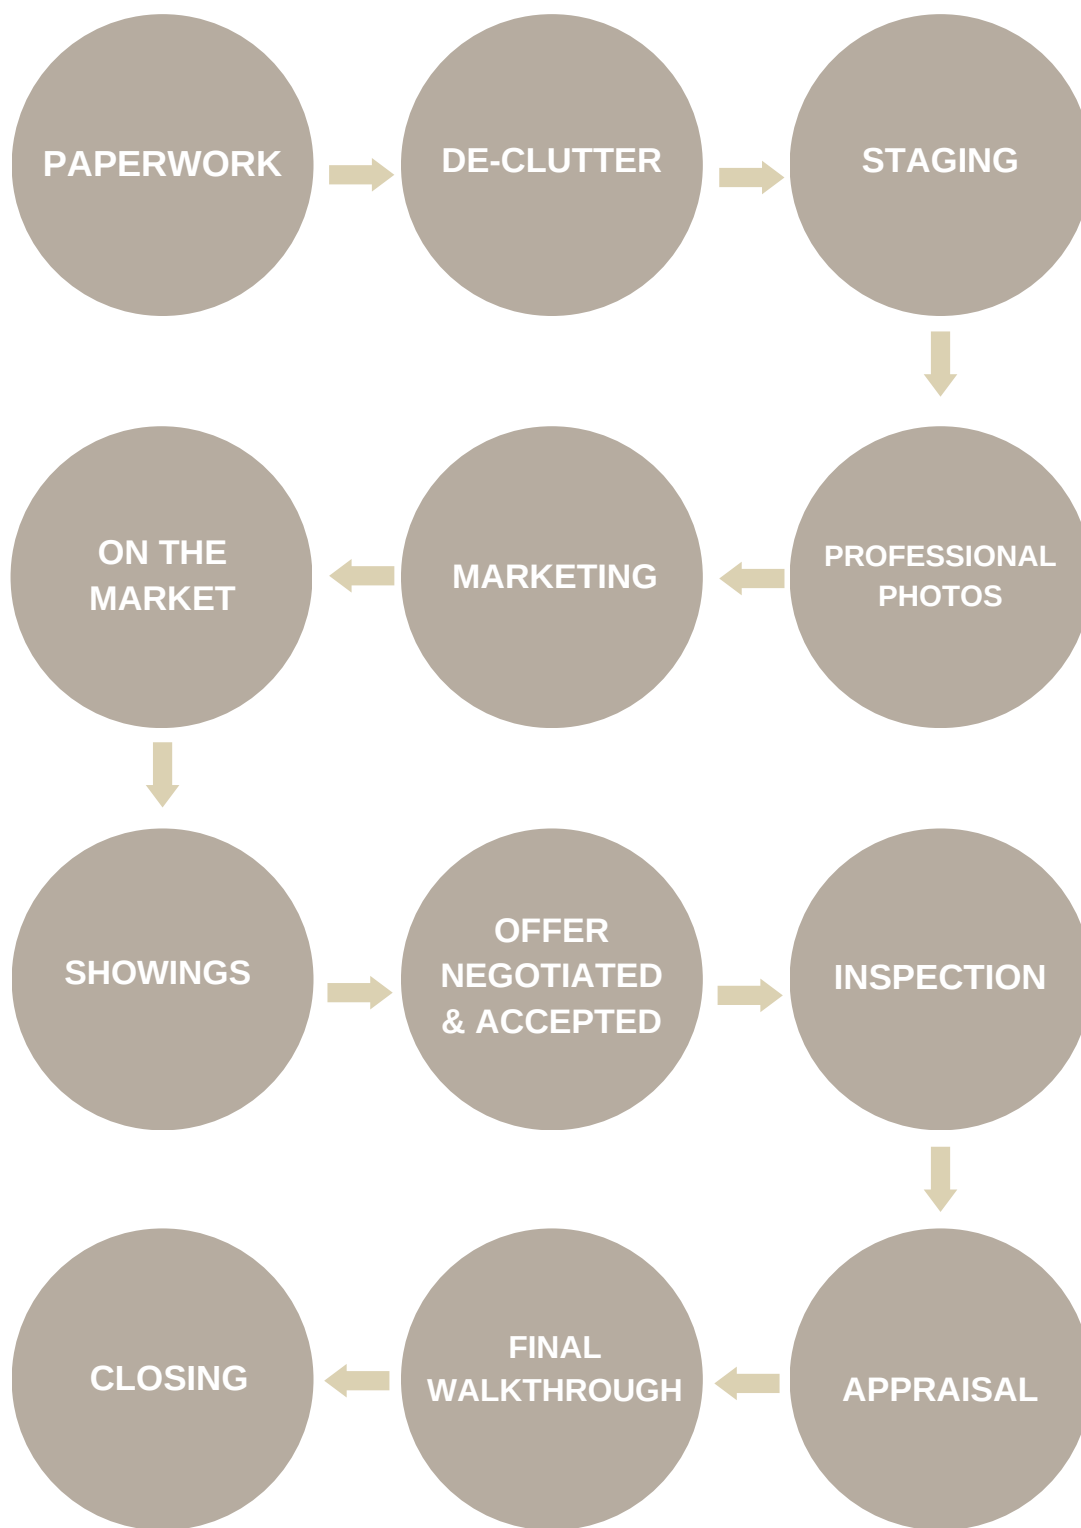 PAPERWORK
DE-CLUTTER
STAGING
PROFESSIONAL
PHOTOS
MARKETING
ON THE
MARKET
SHOWINGS
OFFER
NEGOTIATED
& ACCEPTED
INSPECTION
APPRAISAL
FINAL
WALKTHROUGH
CLOSING